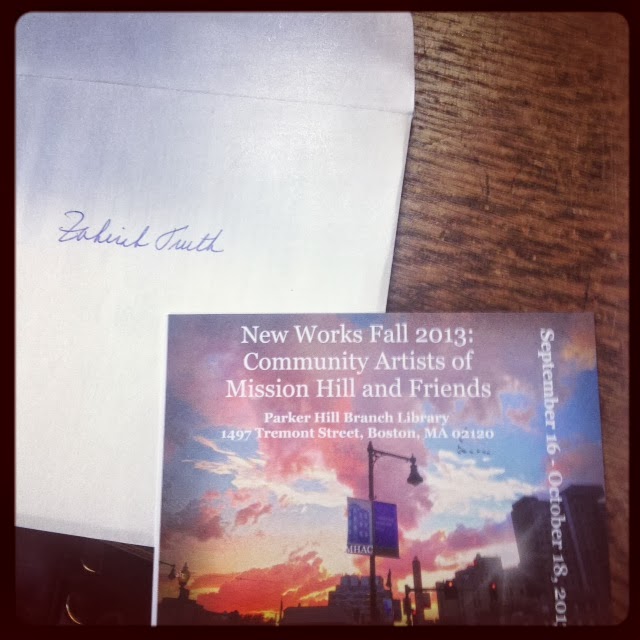 ZakiRah Truth
New Works Fall 2013:
Community Artists of
Mission Hill and Friends
Parker Hill Branch Library
1497 Tremont Street, Boston, MA 02120
September 16 - October 18, 201
MHAC